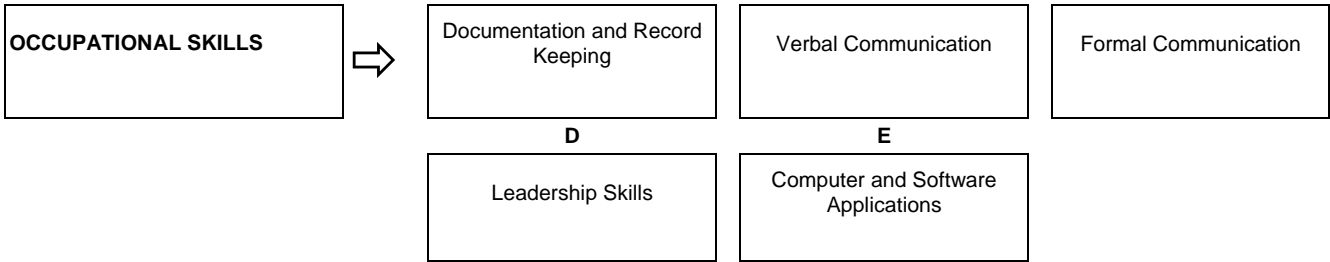 OCCUPATIONAL SKILLS
Documentation and Record
Keeping
Verbal Communication
Formal Communication
D
E
Leadership Skills
Computer and Software
Applications